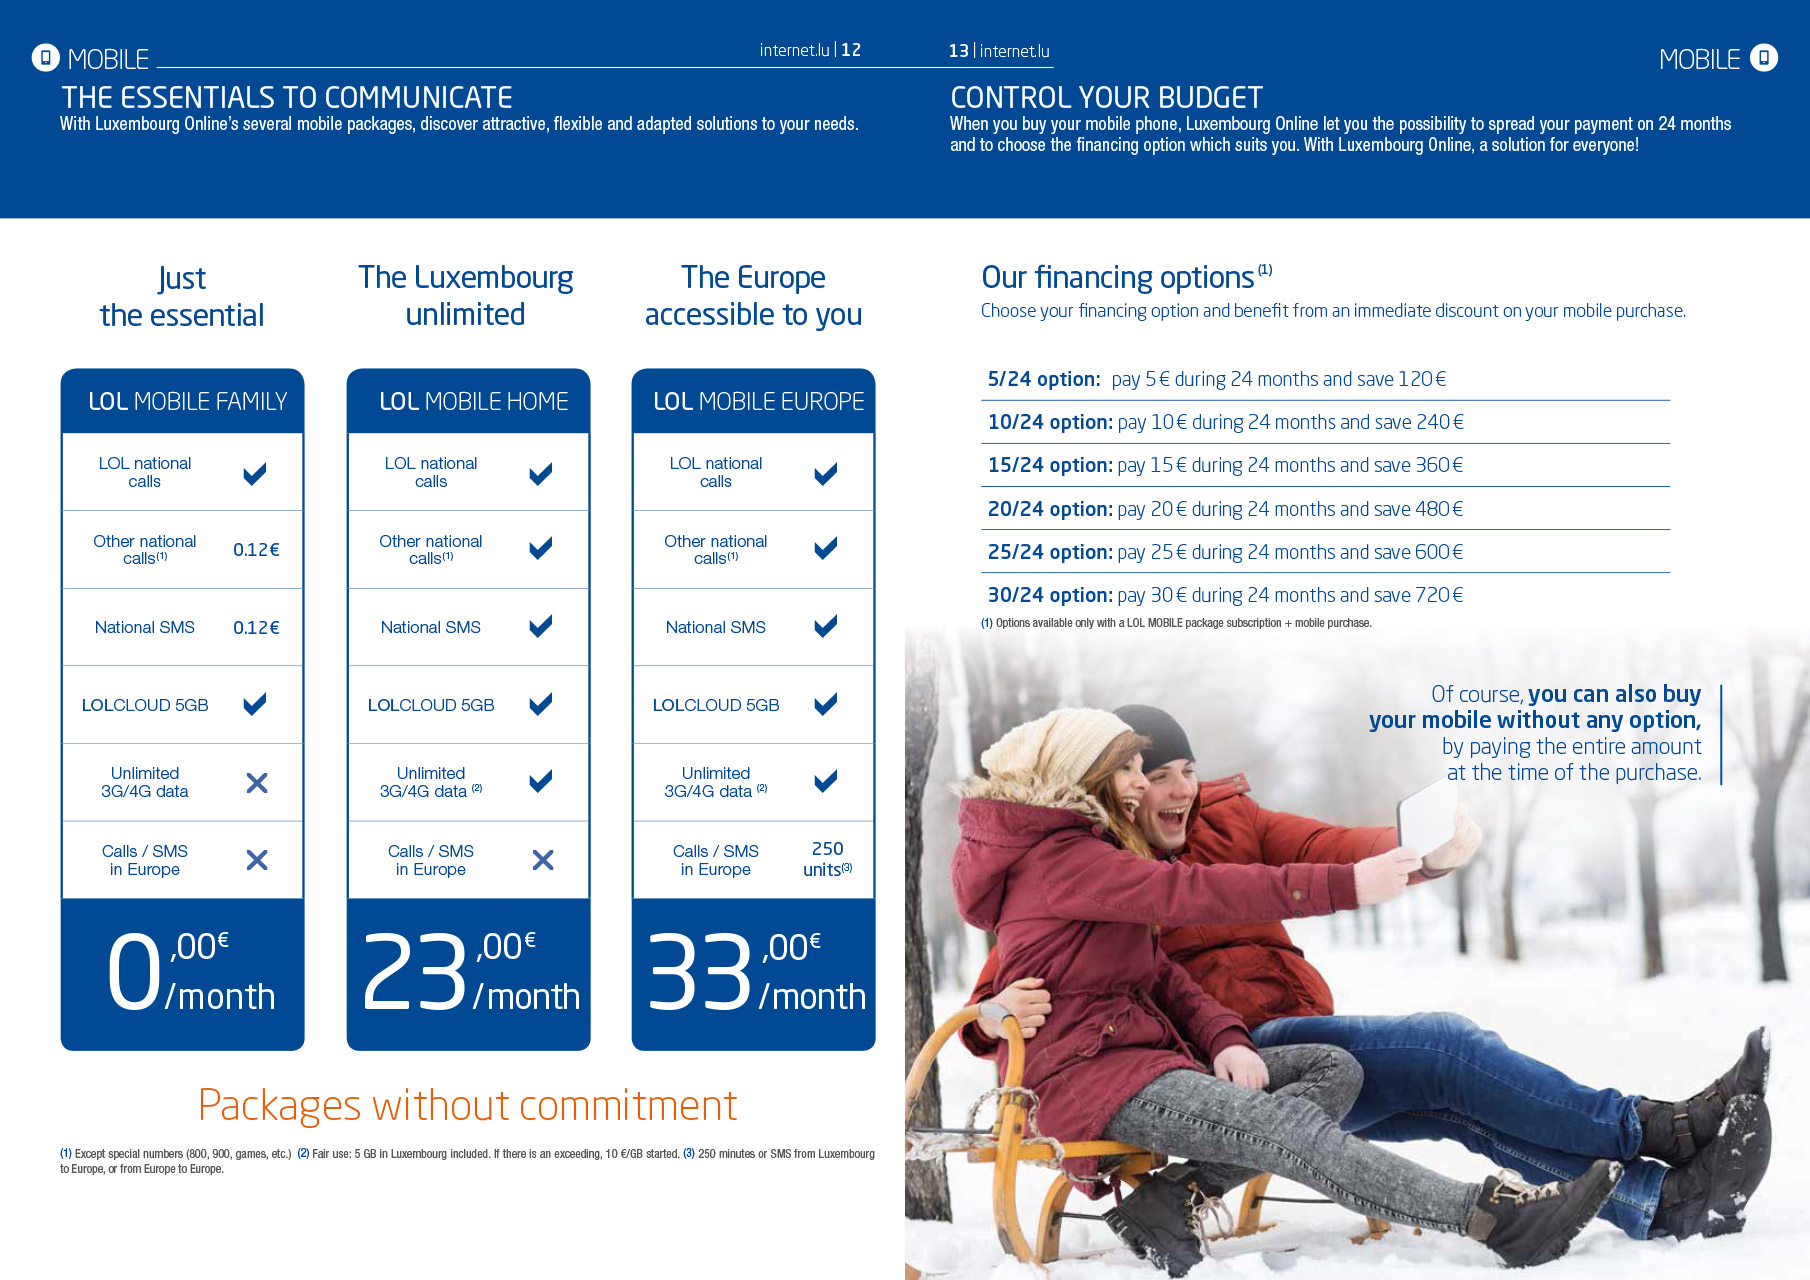 MOBILE
internet.lu | 12
THE ESSENTIALS TO COMMUNICATE
With Luxembourg Online's several mobile packages, discover attractive, flexible and adapted solutions to your needs.
Just
the essential
The Luxembourg
unlimited
The Europe
accessible to you
LOL MOBILE FAMILY
LOL national
calls
Other national
calls(1)
0.12€
National SMS
0.12€
LOLCLOUD 5GB
Unlimited
3G/4G data
Calls / SMS
in Europe
0,00€
/month
LOL MOBILE HOME
LOL national
calls
Other national
calls(1)
National SMS
LOLCLOUD 5GB
Unlimited
3G/4G data (2)
Calls / SMS
in Europe
23,00€
/month
LOL MOBILE EUROPE
LOL national
calls
Other national
calls(1)
National SMS
LOLCLOUD 5GB
Unlimited
3G/4G data (2)
Calls / SMS
in Europe
250
units(3)
33,00€
/month
Packages without commitment
(1) Except special numbers (800, 900, games, etc.) (2) Fair use: 5 GB in Luxembourg included. If there is an exceeding, 10 €/GB started. (3) 250 minutes or SMS from Luxembourg
to Europe, or from Europe to Europe.
13 | internet.lu
MOBILE
CONTROL YOUR BUDGET
When you buy your mobile phone, Luxembourg Online let you the possibility to spread your payment on 24 months
and to choose the financing option which suits you. With Luxembourg Online, a solution for everyone!
Our financing options (1)
Choose your financing option and benefit from an immediate discount on your mobile purchase.
5/24 option: pay 5 € during 24 months and save 120 €
10/24 option: pay 10 € during 24 months and save 240 €
15/24 option: pay 15 € during 24 months and save 360 €
20/24 option: pay 20 € during 24 months and save 480 €
25/24 option: pay 25 € during 24 months and save 600 €
30/24 option: pay 30 € during 24 months and save 720 €
(1) Options available only with a LOL MOBILE package subscription + mobile purchase.
Of course, you can also buy
your mobile without any option,
by paying the entire amount
at the time of the purchase.